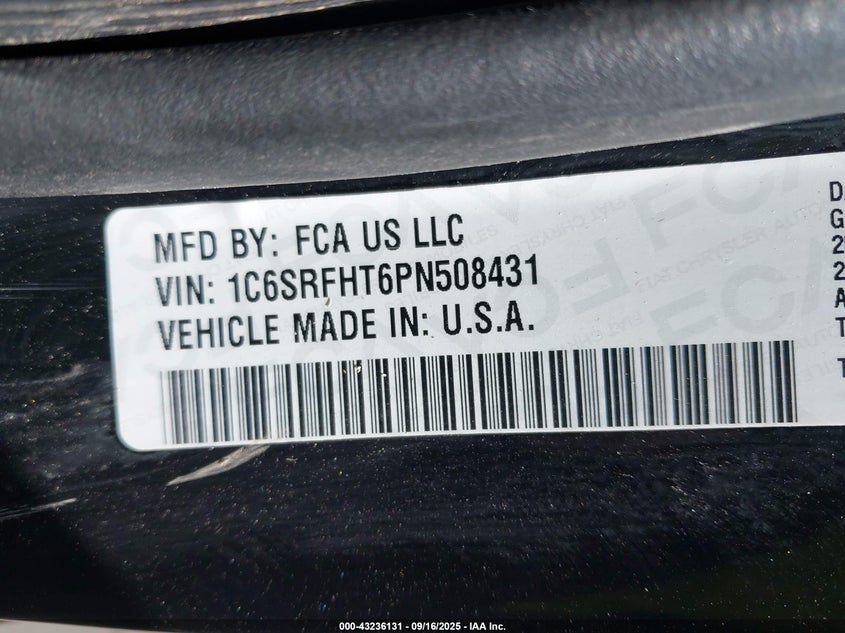 MFD BY: FCA US LLC
VIN: 1C6SRFHT6PN508431
VEHICLE MADE IN: U.S.A.
000-43236131 - 09/16/2025 - IAA Inc.